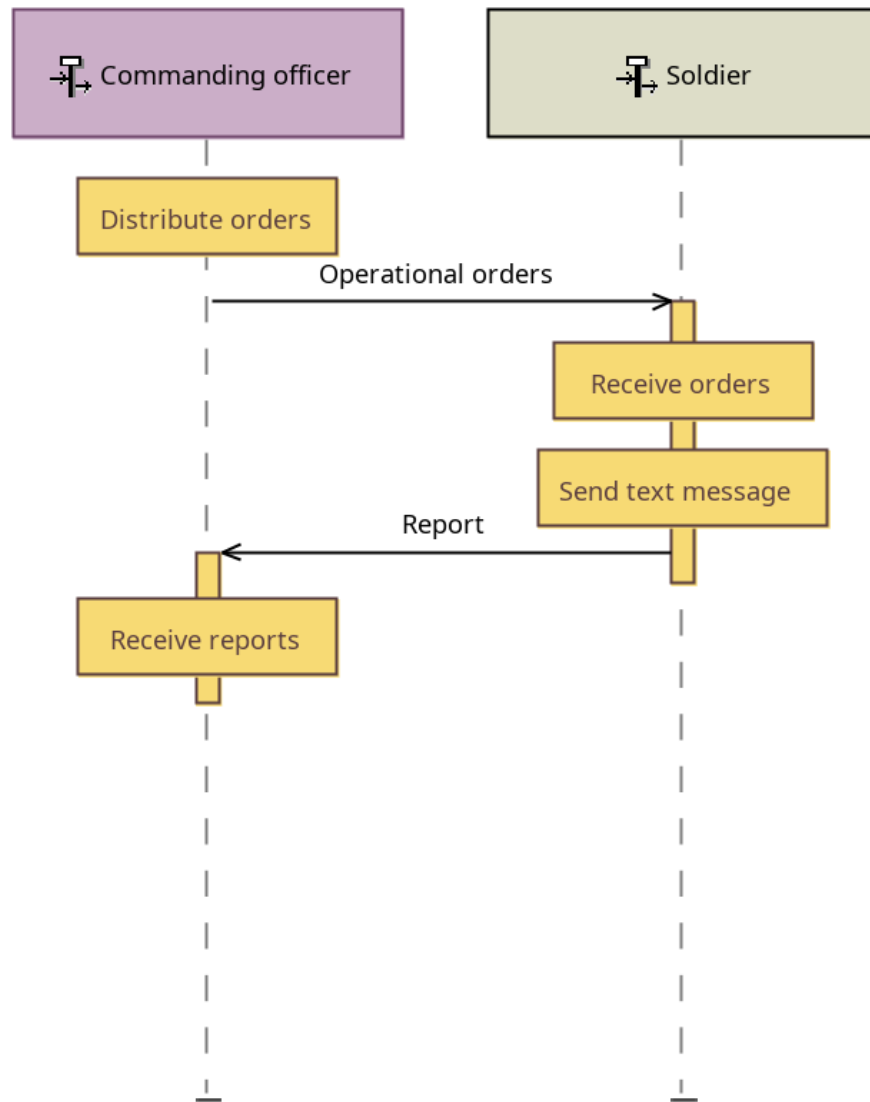 Commanding officer
Soldier
Distribute orders
Operational orders
Receive orders
Send text message
Report
Receive reports